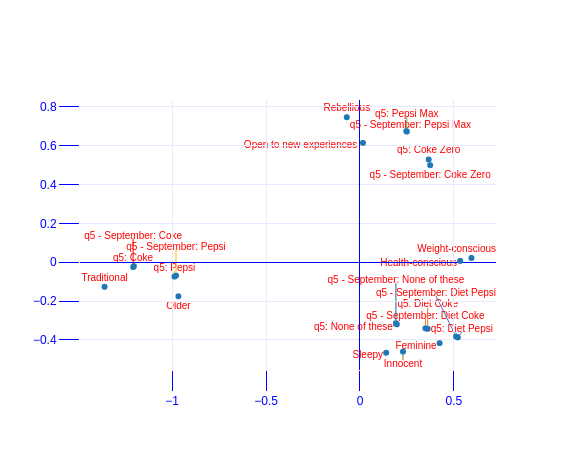 0.8
Rebellious
q5: Pepsi Max
q5 - September: Pepsi Max
0.6
Open to new experiences
q5: Coke Zero
q5 - September: Coke Zero
0.4
0.2
q5 - September: Coke
q5 - September: Pepsi
Weight-conscious
q5: Coke
0
Health-conscious
q5: Pepsi
Traditional
q5 - September: None of these
q5 - September: Diet Pepsi
−0.2
Older
q5: Diet Coke
q5 - September: Diet Coke
q5: None of these
q5: Diet Pepsi
−0.4
Feminine
Sleepy
Innocent
−1
−0.5
0
0.5